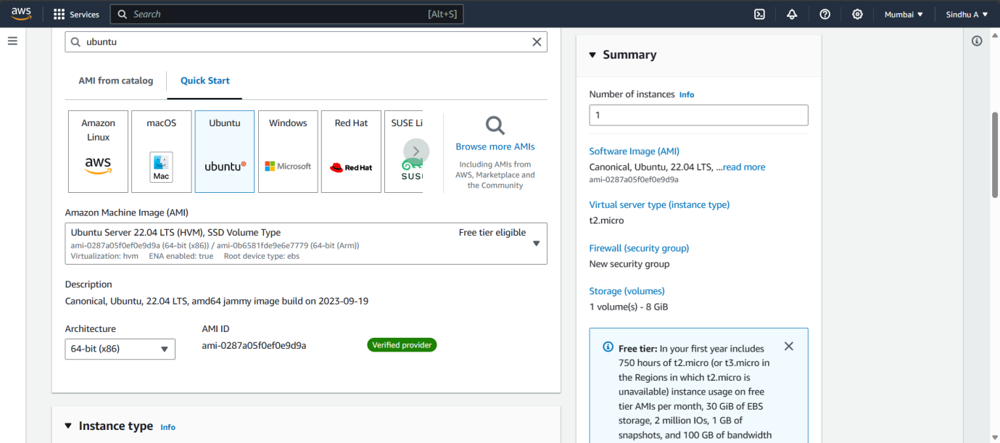 aws
Services
Search
[Alt+S]
Mumbai
Sindhu A
ubuntu
AMI from catalog
Quick Start
Amazon
Linux
aws
macOS
Mac
Ubuntu
ubuntu
Windows
Microsoft
Red Hat
Red Hat
SUSE Li
SUS
Browse more AMIs
Including AMIs from
AWS, Marketplace and
the Community
Amazon Machine Image (AMI)
Ubuntu Server 22.04 LTS (HVM), SSD Volume Type
Free tier eligible
ami-0287a05f0ef0e9d9a (64-bit (x86)) / ami-0b6581fde9e6e7779 (64-bit (Arm))
Virtualization: hvm ENA enabled: true Root device type: ebs
Description
Canonical, Ubuntu, 22.04 LTS, amd64 jammy image build on 2023-09-19
Architecture
64-bit (x86)
AMI ID
ami-0287a05f0ef0e9d9a
Verified provider
Instance type Info
Summary
Number of instances Info
1
Software Image (AMI)
Canonical, Ubuntu, 22.04 LTS, ...read more
ami-0287a05f0ef0e9d9a
Virtual server type (instance type)
t2.micro
Firewall (security group)
New security group
Storage (volumes)
1 volume(s) - 8 GiB
Free tier: In your first year includes
750 hours of t2.micro (or t3.micro in
the Regions in which t2.micro is
unavailable) instance usage on free
tier AMIs per month, 30 GiB of EBS
storage, 2 million IOs, 1 GB of
snapshots, and 100 GB of bandwidth